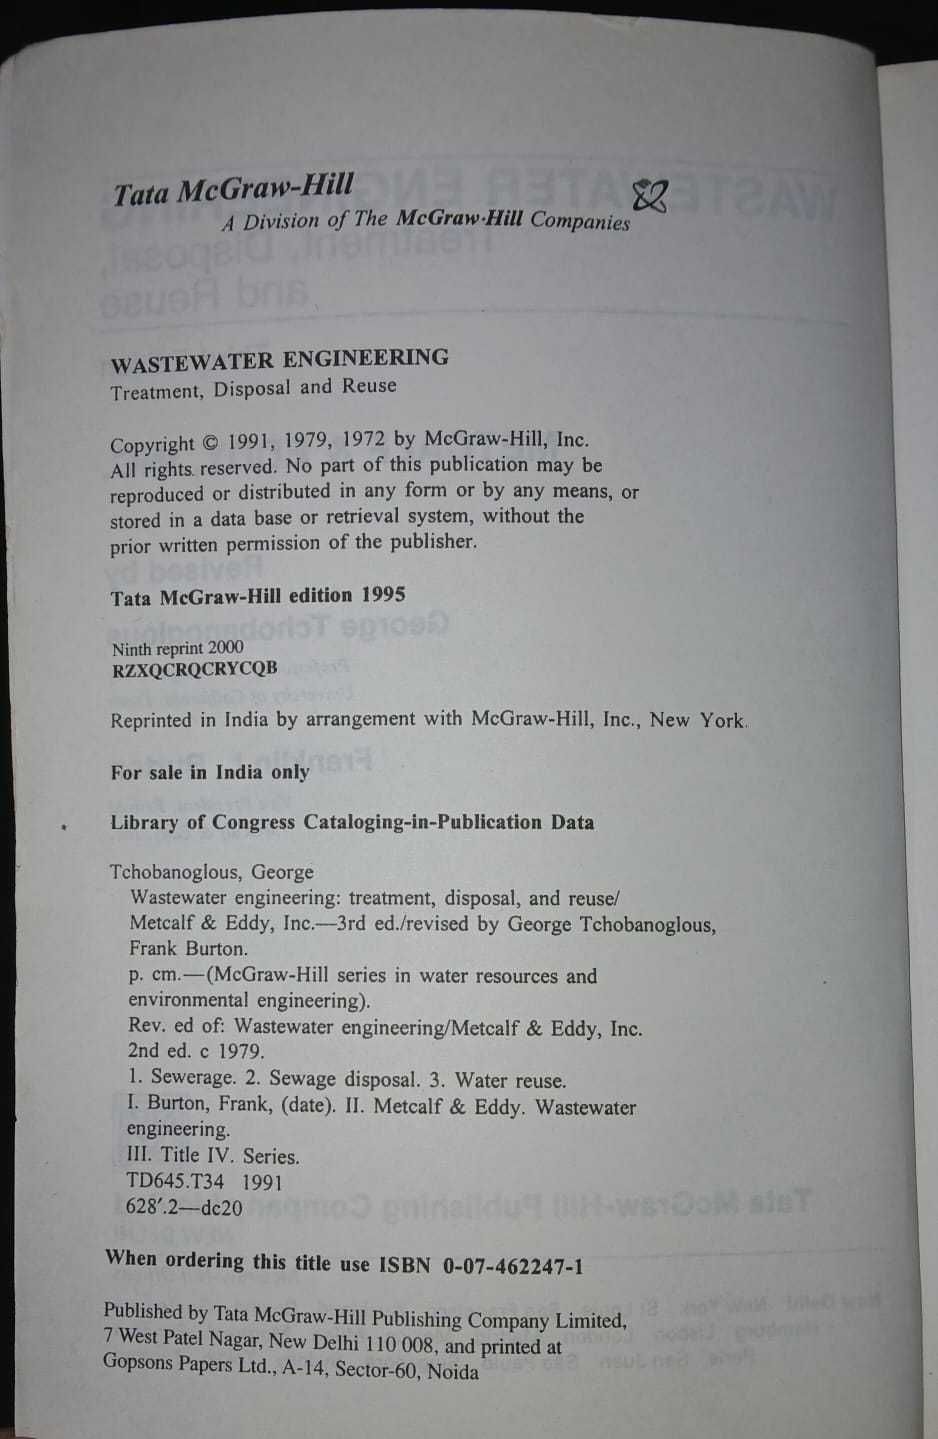 Tata McGraw-Hill
A Division of The McGraw·Hill Companies
WASTEWATER ENGINEERING
Treatment, Disposal and Reuse
Copyright © 1991, 1979, 1972 by McGraw-Hill, Inc.
All rights reserved. No part of this publication may be
reproduced or distributed in any form or by any means, or
stored in a data base or retrieval system, without the
prior written permission of the publisher.
Tata McGraw-Hill edition 1995
Ninth reprint 2000
RZXQCRQCRYCQB
Reprinted in India by arrangement with McGraw-Hill, Inc., New York.
For sale in India only
Library of Congress Cataloging-in-Publication Data
Tchobanoglous, George
Wastewater engineering: treatment, disposal, and reuse/
Metcalf & Eddy, Inc.—3rd ed./revised by George Tchobanoglous,
Frank Burton.
p. cm.—(McGraw-Hill series in water resources and
environmental engineering).
Rev. ed of: Wastewater engineering/Metcalf & Eddy, Inc.
2nd ed. c 1979.
1. Sewerage. 2. Sewage disposal. 3. Water reuse.
I. Burton, Frank, (date). II. Metcalf & Eddy. Wastewater
engineering.
III. Title IV. Series.
TD645.T34 1991
628′.2—dc20
When ordering this title use ISBN 0-07-462247-1
Published by Tata McGraw-Hill Publishing Company Limited,
7 West Patel Nagar, New Delhi 110 008, and printed at
Gopsons Papers Ltd., A-14, Sector-60, Noida